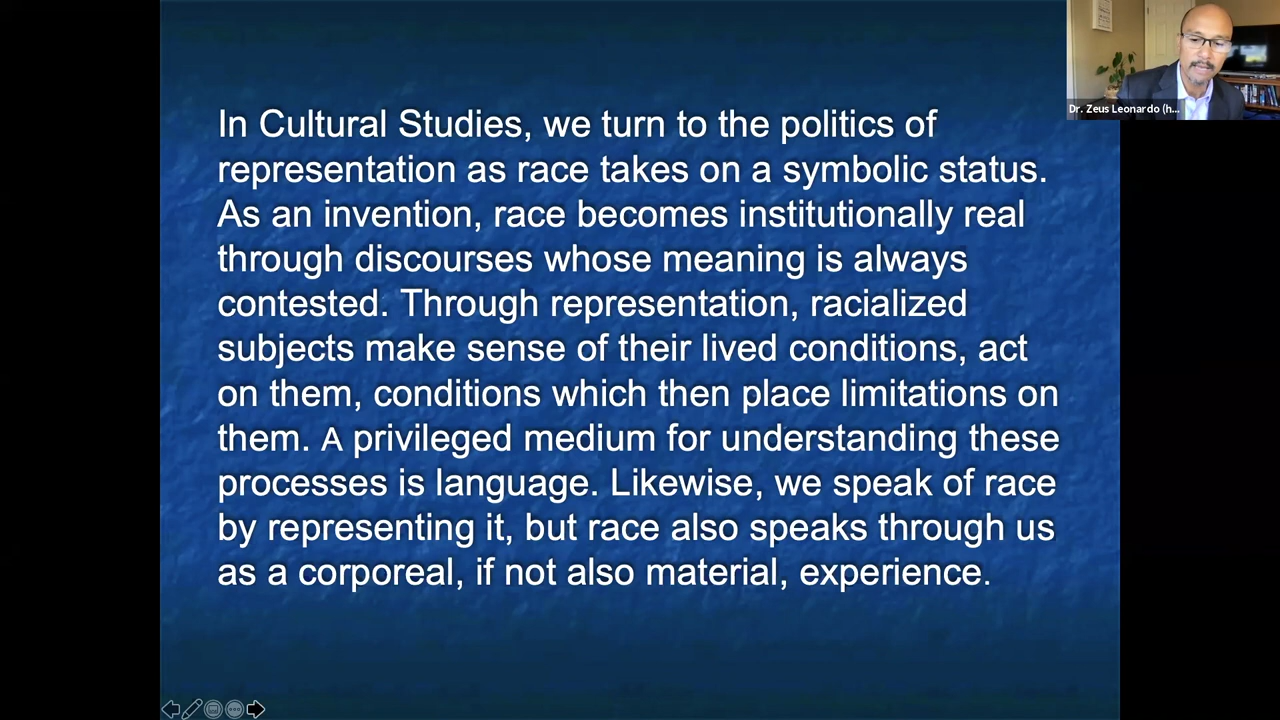 In Cultural Studies, we turn to the politics of
representation as race takes on a symbolic status.
As an invention, race becomes institutionally real
through discourses whose meaning is always
contested. Through representation, racialized
subjects make sense of their lived conditions, act
on them, conditions which then place limitations on
them. A privileged medium for understanding these
processes is language. Likewise, we speak of race
by representing it, but race also speaks through us
as a corporeal, if not also material, experience.
Dr. Zeus Leonardo (h...